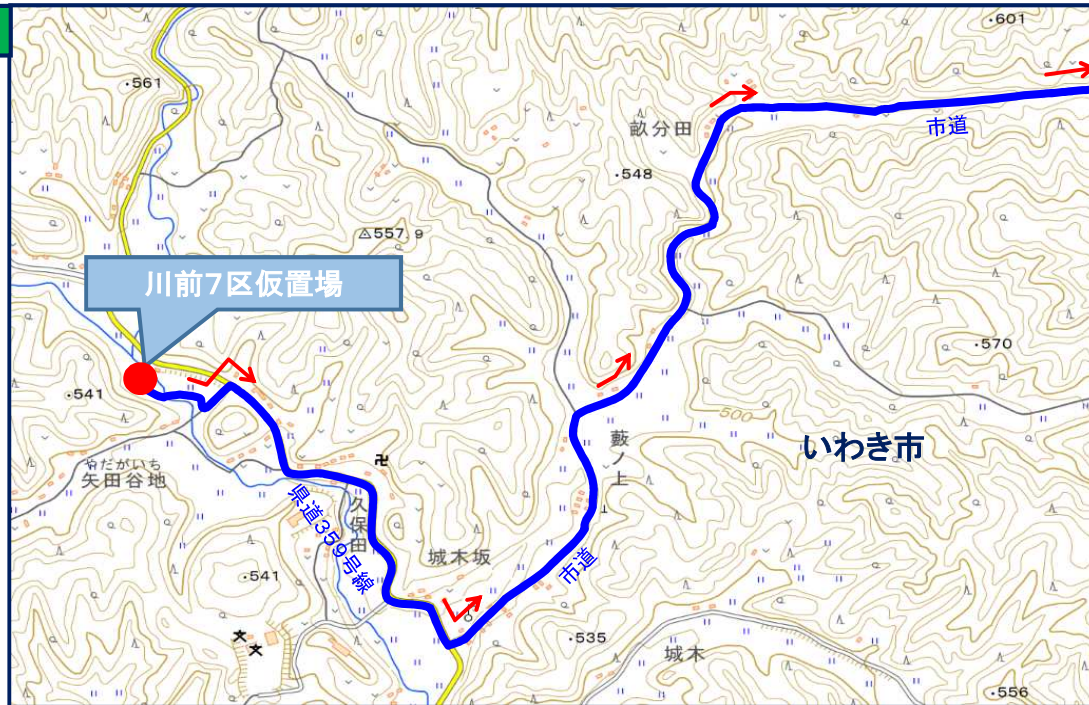 ・601
・561
畝分田
市道
・548
△557.9
川前7区仮置場
・570
・541
500
藪ノ上
いわき市
やだがいち
矢田谷地
県道359号線
久保田
城木坂
市道
・541
・535
城木
・556